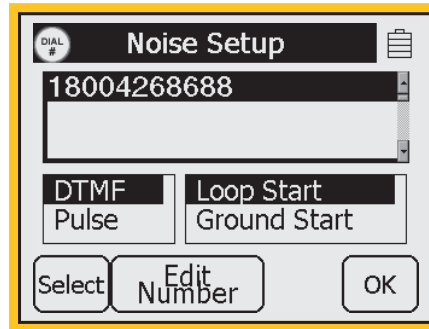 DIAL
#
Noise Setup
18004268688
DTMF
Pulse
Loop Start
Ground Start
Select
Edit
Number
OK